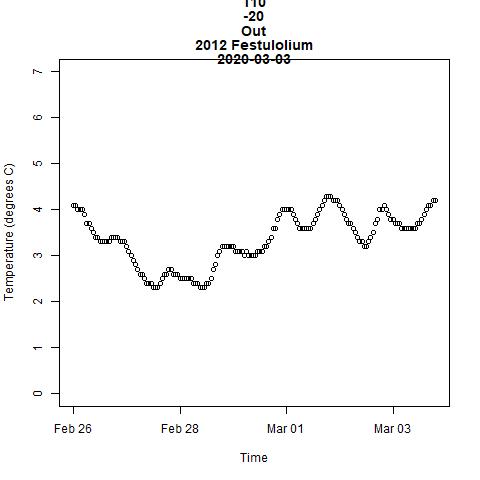 110
-20
Out
2012 Festulolium
2020-03-03
7
6
5
4
3
2
1
0
Temperature (degrees C)
Feb 26 Feb 28 Mar 01 Mar 03
Time